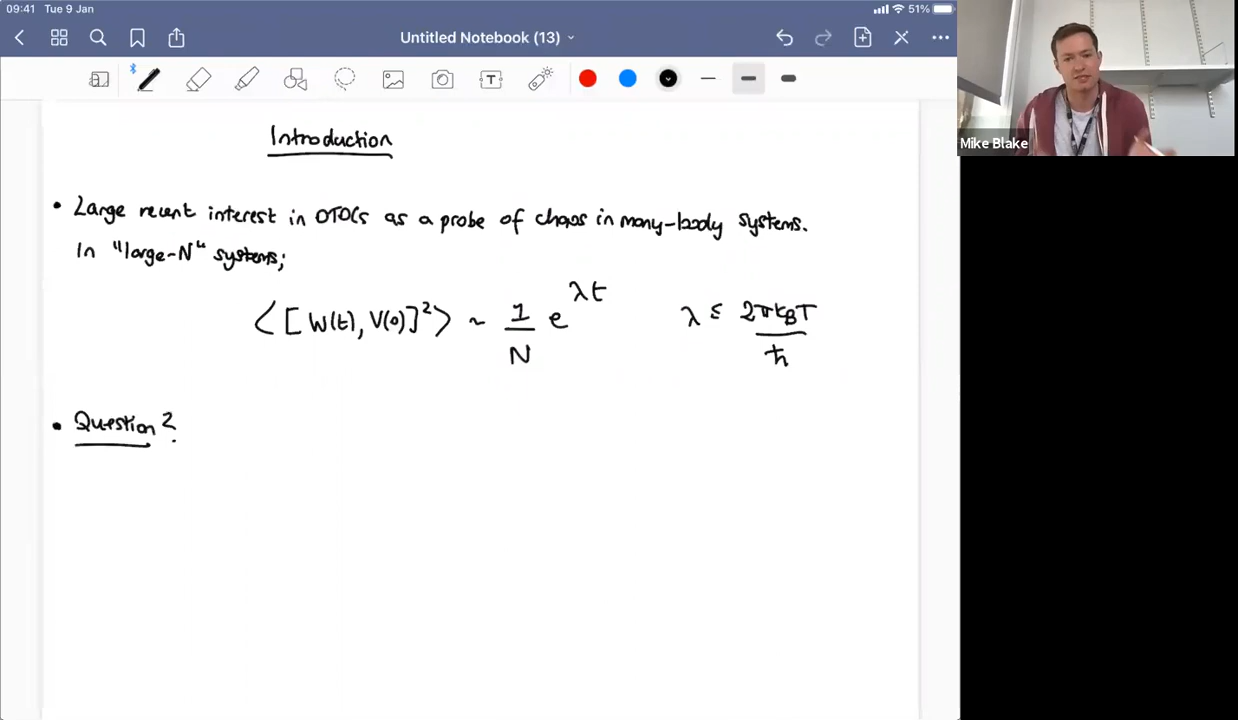 09:41 Tue 9 Jan
51%
Untitled Notebook (13)
T
Mike Blake
Introduction
• Large recent interest in OTOCs as a probe of chaos in many-body systems.
In "large-N" systems;
⟨[W(t), V(0)]²⟩ ~ 1/N e^{λt} λ ≤ 2πk_BT/ħ
• Question?